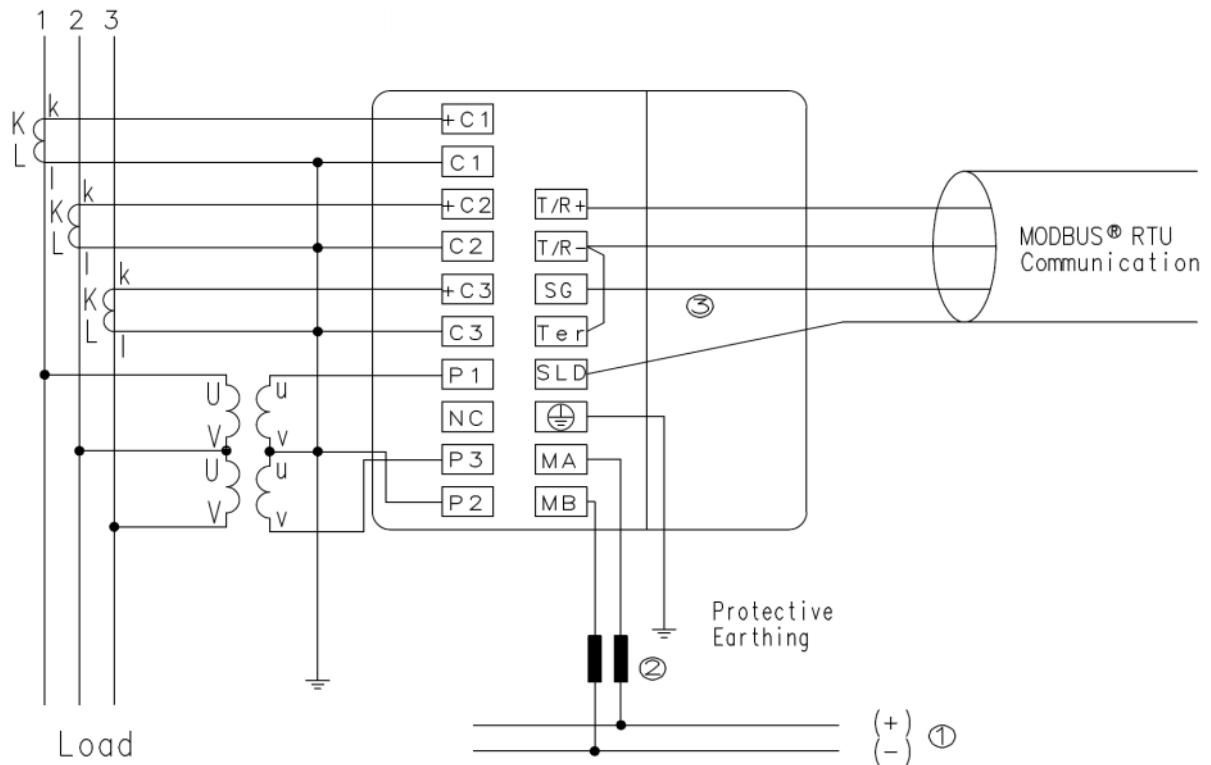 1 2 3
k
K
+C1
L
C1
l
k
K
+C2
T/R+
L
C2
T/R-
MODBUS® RTU
Communication
l
k
K
+C3
SG
③
L
C3
Ter
l
P1
SLD
U
u
NC
V
v
U
u
P3
MA
V
v
P2
MB
Protective
Earthing
②
Load
(+)
(-)
①